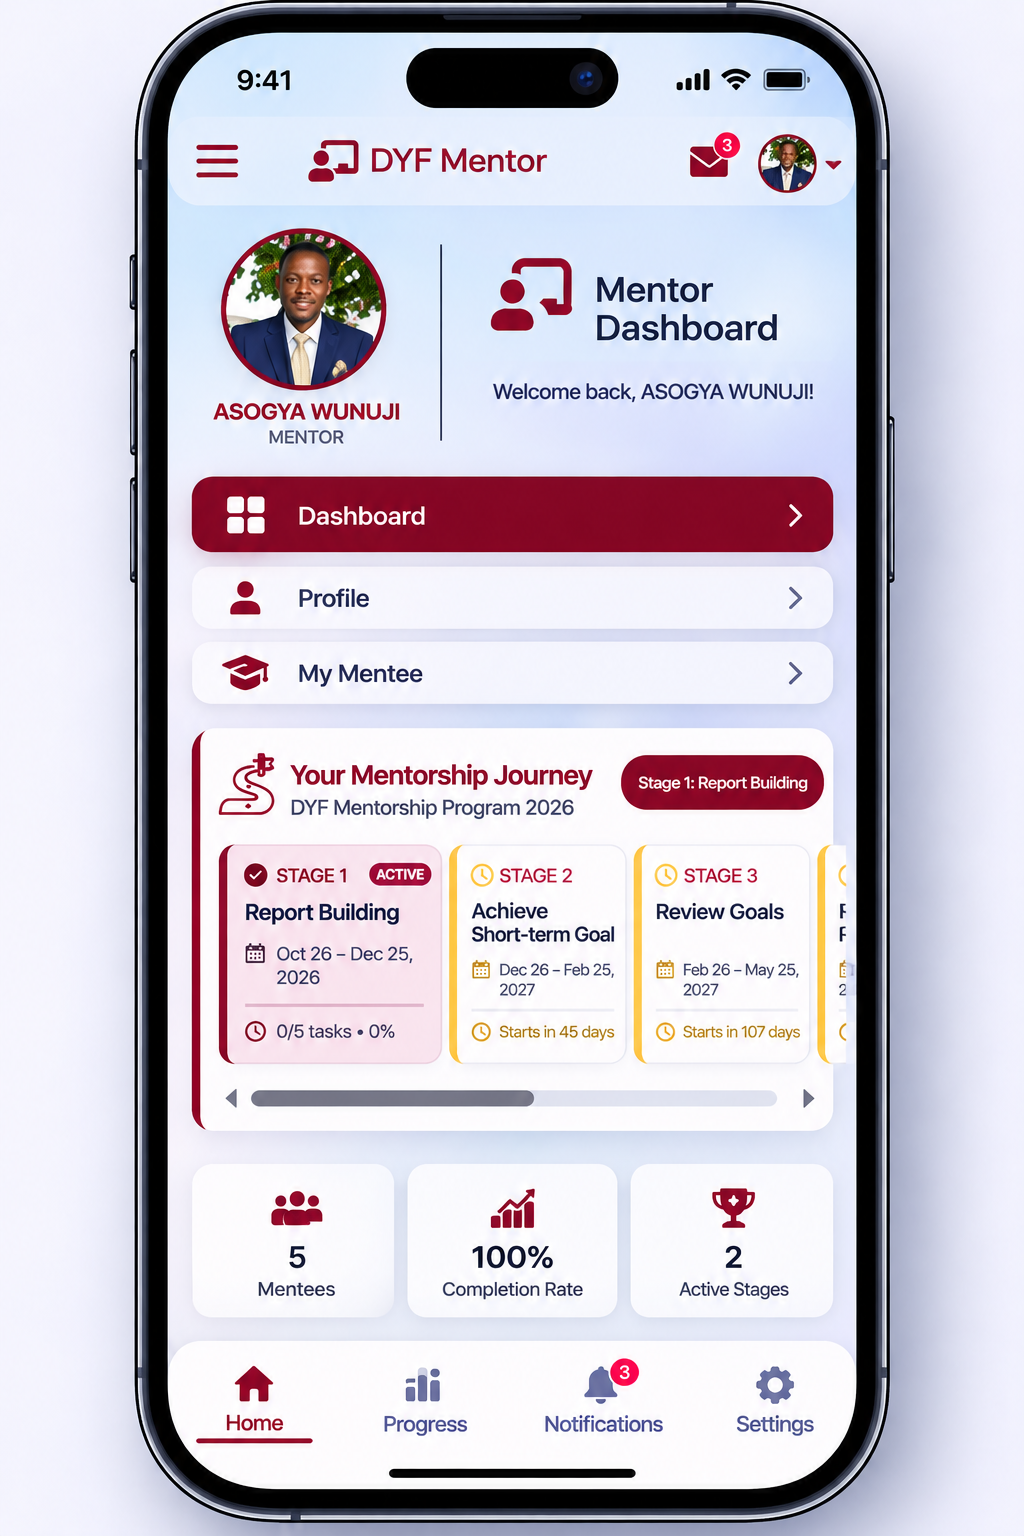 9:41
DYF Mentor
3
ASOGYA WUNUJI
MENTOR
Mentor
Dashboard
Welcome back, ASOGYA WUNUJI!
Dashboard
Profile
My Mentee
Your Mentorship Journey
DYF Mentorship Program 2026
Stage 1: Report Building
STAGE 1
ACTIVE
Report Building
Oct 26 – Dec 25,
2026
0/5 tasks • 0%
STAGE 2
Achieve
Short-term Goal
Dec 26 – Feb 25,
2027
Starts in 45 days
STAGE 3
Review Goals
Feb 26 – May 25,
2027
Starts in 107 days
5
Mentees
100%
Completion Rate
2
Active Stages
Home
Progress
3
Notifications
Settings